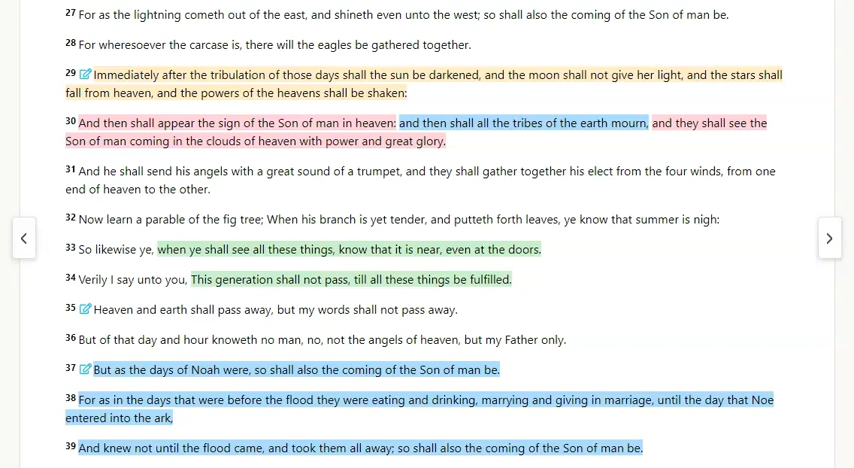 27 For as the lightning cometh out of the east, and shineth even unto the west; so shall also the coming of the Son of man be.
28 For wheresoever the carcase is, there will the eagles be gathered together.
29 Immediately after the tribulation of those days shall the sun be darkened, and the moon shall not give her light, and the stars shall
fall from heaven, and the powers of the heavens shall be shaken:
30 And then shall appear the sign of the Son of man in heaven: and then shall all the tribes of the earth mourn, and they shall see the
Son of man coming in the clouds of heaven with power and great glory.
31 And he shall send his angels with a great sound of a trumpet, and they shall gather together his elect from the four winds, from one
end of heaven to the other.
32 Now learn a parable of the fig tree; When his branch is yet tender, and putteth forth leaves, ye know that summer is nigh:
33 So likewise ye, when ye shall see all these things, know that it is near, even at the doors.
34 Verily I say unto you, This generation shall not pass, till all these things be fulfilled.
35 Heaven and earth shall pass away, but my words shall not pass away.
36 But of that day and hour knoweth no man, no, not the angels of heaven, but my Father only.
37 But as the days of Noah were, so shall also the coming of the Son of man be.
38 For as in the days that were before the flood they were eating and drinking, marrying and giving in marriage, until the day that Noe
entered into the ark,
39 And knew not until the flood came, and took them all away; so shall also the coming of the Son of man be.